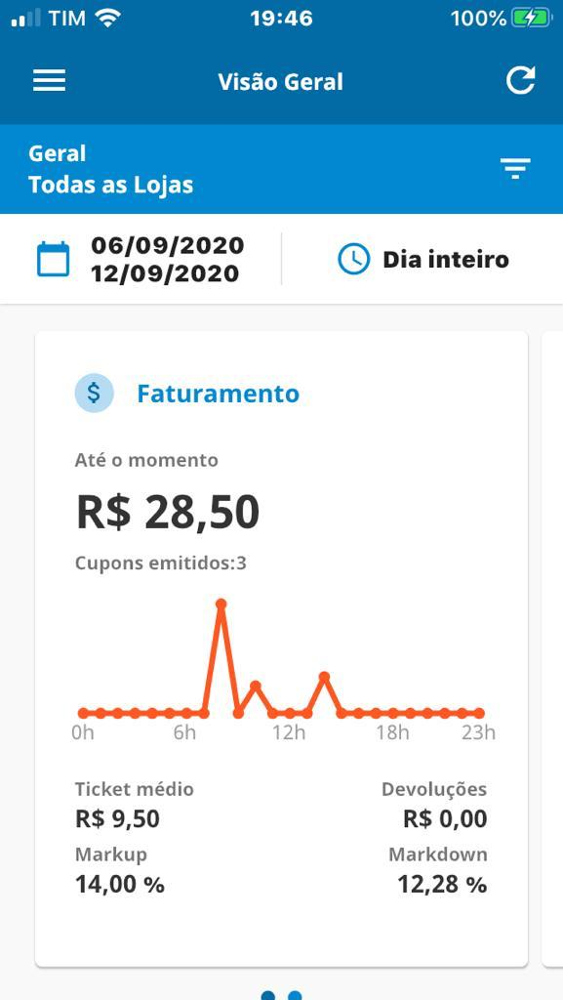 TIM 19:46 100%
Visão Geral
Geral
Todas as Lojas
06/09/2020
12/09/2020
Dia inteiro
$ Faturamento
Até o momento
R$ 28,50
Cupons emitidos:3
0h 6h 12h 18h 23h
Ticket médio Devoluções
R$ 9,50 R$ 0,00
Markup Markdown
14,00 % 12,28 %